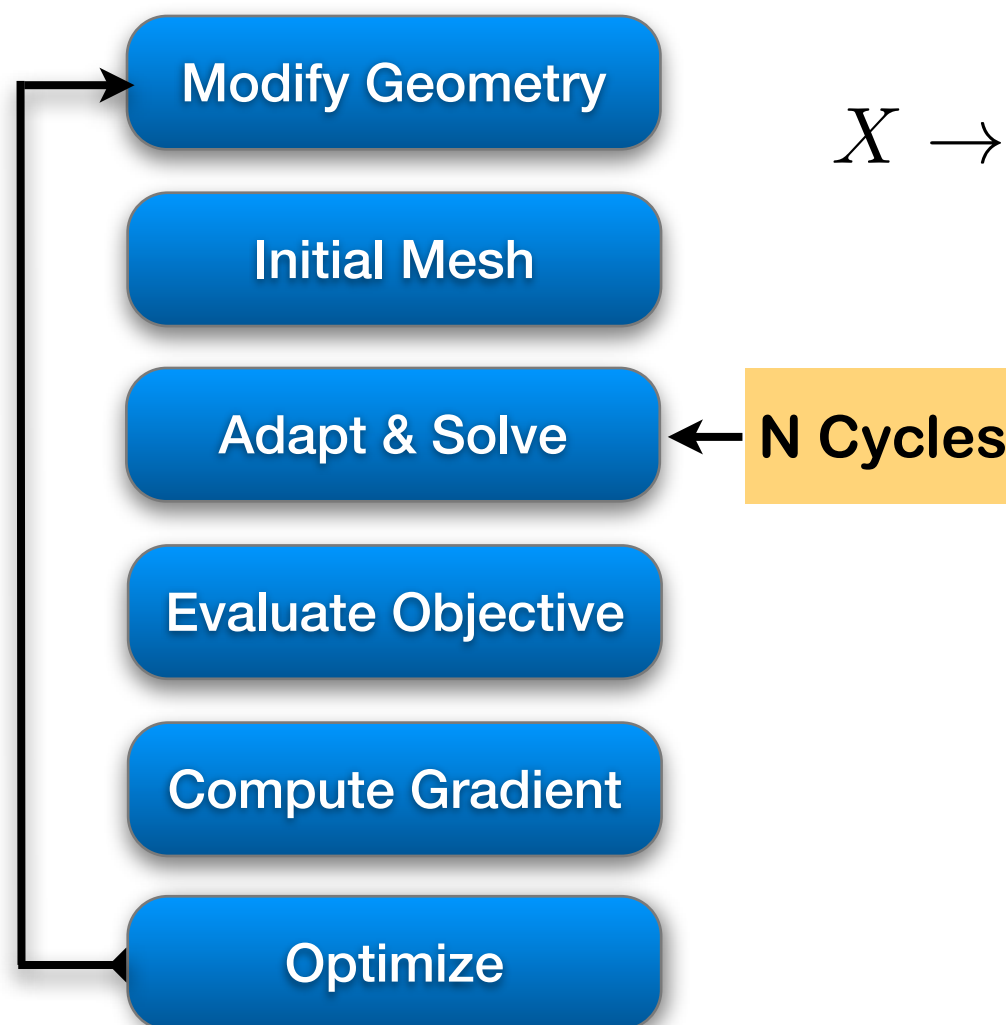 Modify Geometry
X →
Initial Mesh
Adapt & Solve
N Cycles
Evaluate Objective
Compute Gradient
Optimize